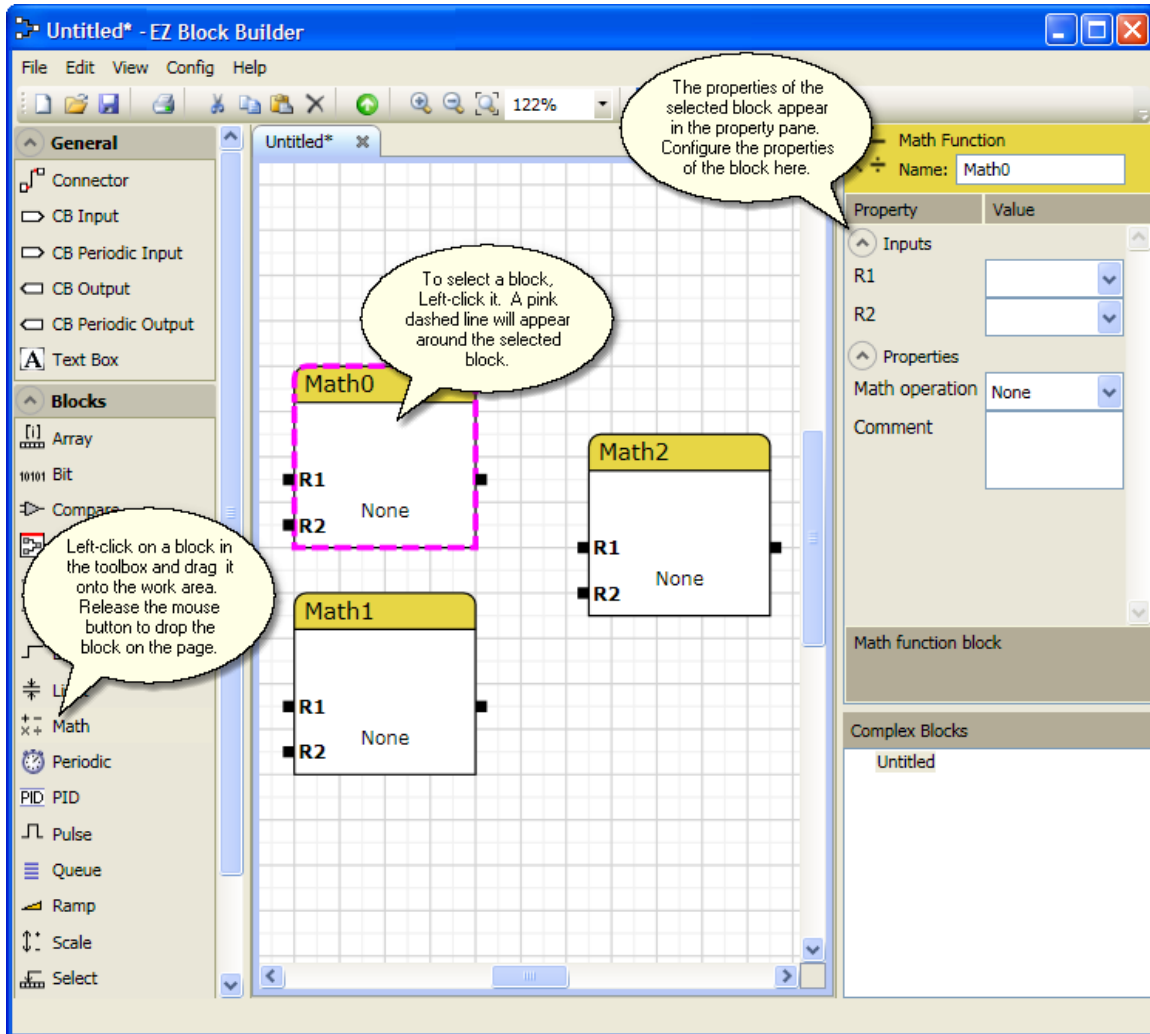 Untitled* - EZ Block Builder
File Edit View Config Help
122%
General
Connector
CB Input
CB Periodic Input
CB Output
CB Periodic Output
A Text Box
Blocks
[i] Array
10101 Bit
Compare
Left-click on a block in
the toolbox and drag it
onto the work area.
Release the mouse
button to drop the
block on the page.
Math
Periodic
PID PID
Pulse
Queue
Ramp
Scale
Select
Untitled*
To select a block,
Left-click it. A pink
dashed line will appear
around the selected
block.
Math0
R1
None
R2
Math1
R1
None
R2
Math2
R1
None
R2
The properties of the
selected block appear
in the property pane.
Configure the properties
of the block here.
Math Function
Name: Math0
Property Value
Inputs
R1
R2
Properties
Math operation None
Comment
Math function block
Complex Blocks
Untitled